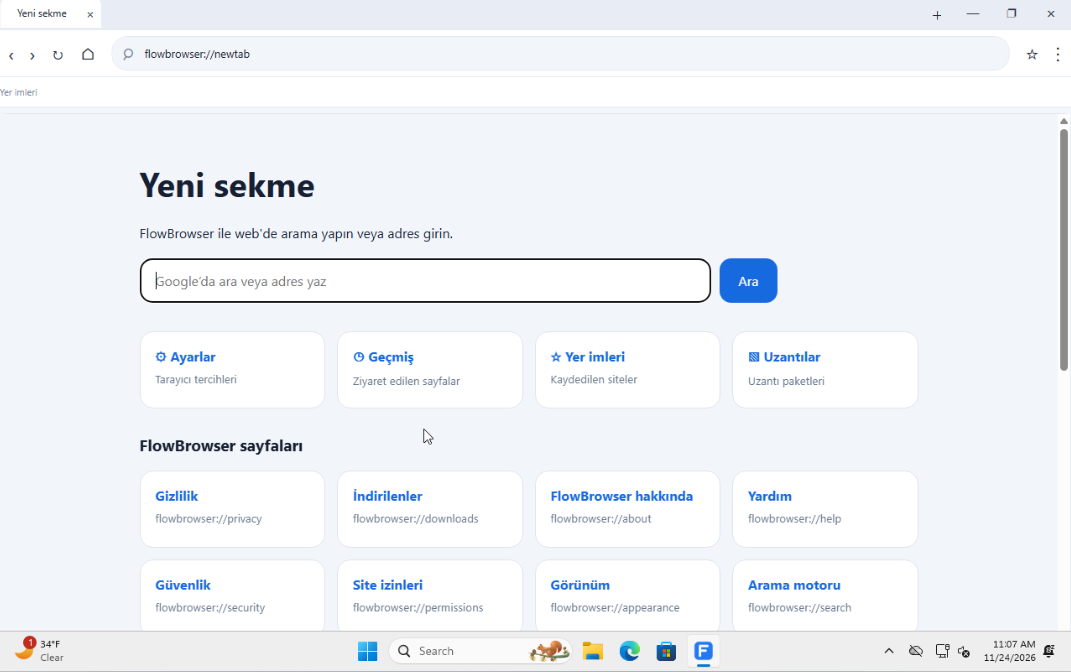 Yeni sekme
flowbrowser://newtab
Yer imleri
Yeni sekme
FlowBrowser ile web'de arama yapın veya adres girin.
Google'da ara veya adres yaz
Ara
Ayarlar
Tarayıcı tercihleri
Geçmiş
Ziyaret edilen sayfalar
Yer imleri
Kaydedilen siteler
Uzantılar
Uzantı paketleri
FlowBrowser sayfaları
Gizlilik
flowbrowser://privacy
İndirilenler
flowbrowser://downloads
FlowBrowser hakkında
flowbrowser://about
Yardım
flowbrowser://help
Güvenlik
flowbrowser://security
Site izinleri
flowbrowser://permissions
Görünüm
flowbrowser://appearance
Arama motoru
flowbrowser://search
1
34°F
Clear
Search
F
11:07 AM
11/24/2026